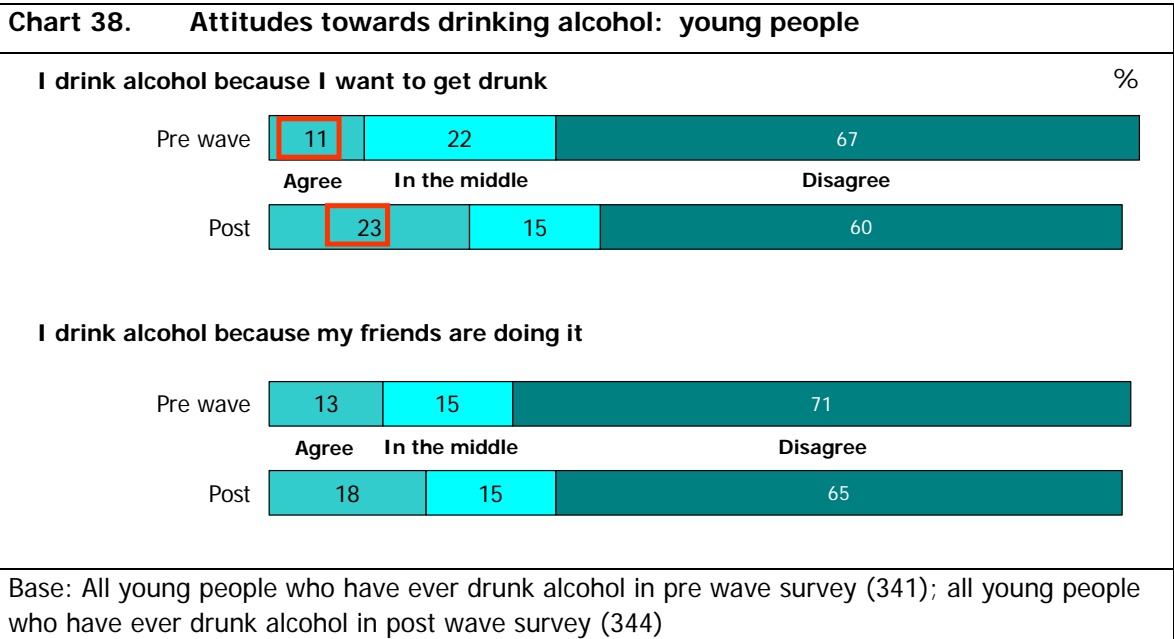 Chart 38. Attitudes towards drinking alcohol: young people
I drink alcohol because I want to get drunk %
Pre wave 11 22 67
Agree In the middle Disagree
Post 23 15 60
I drink alcohol because my friends are doing it
Pre wave 13 15 71
Agree In the middle Disagree
Post 18 15 65
Base: All young people who have ever drunk alcohol in pre wave survey (341); all young people
who have ever drunk alcohol in post wave survey (344)